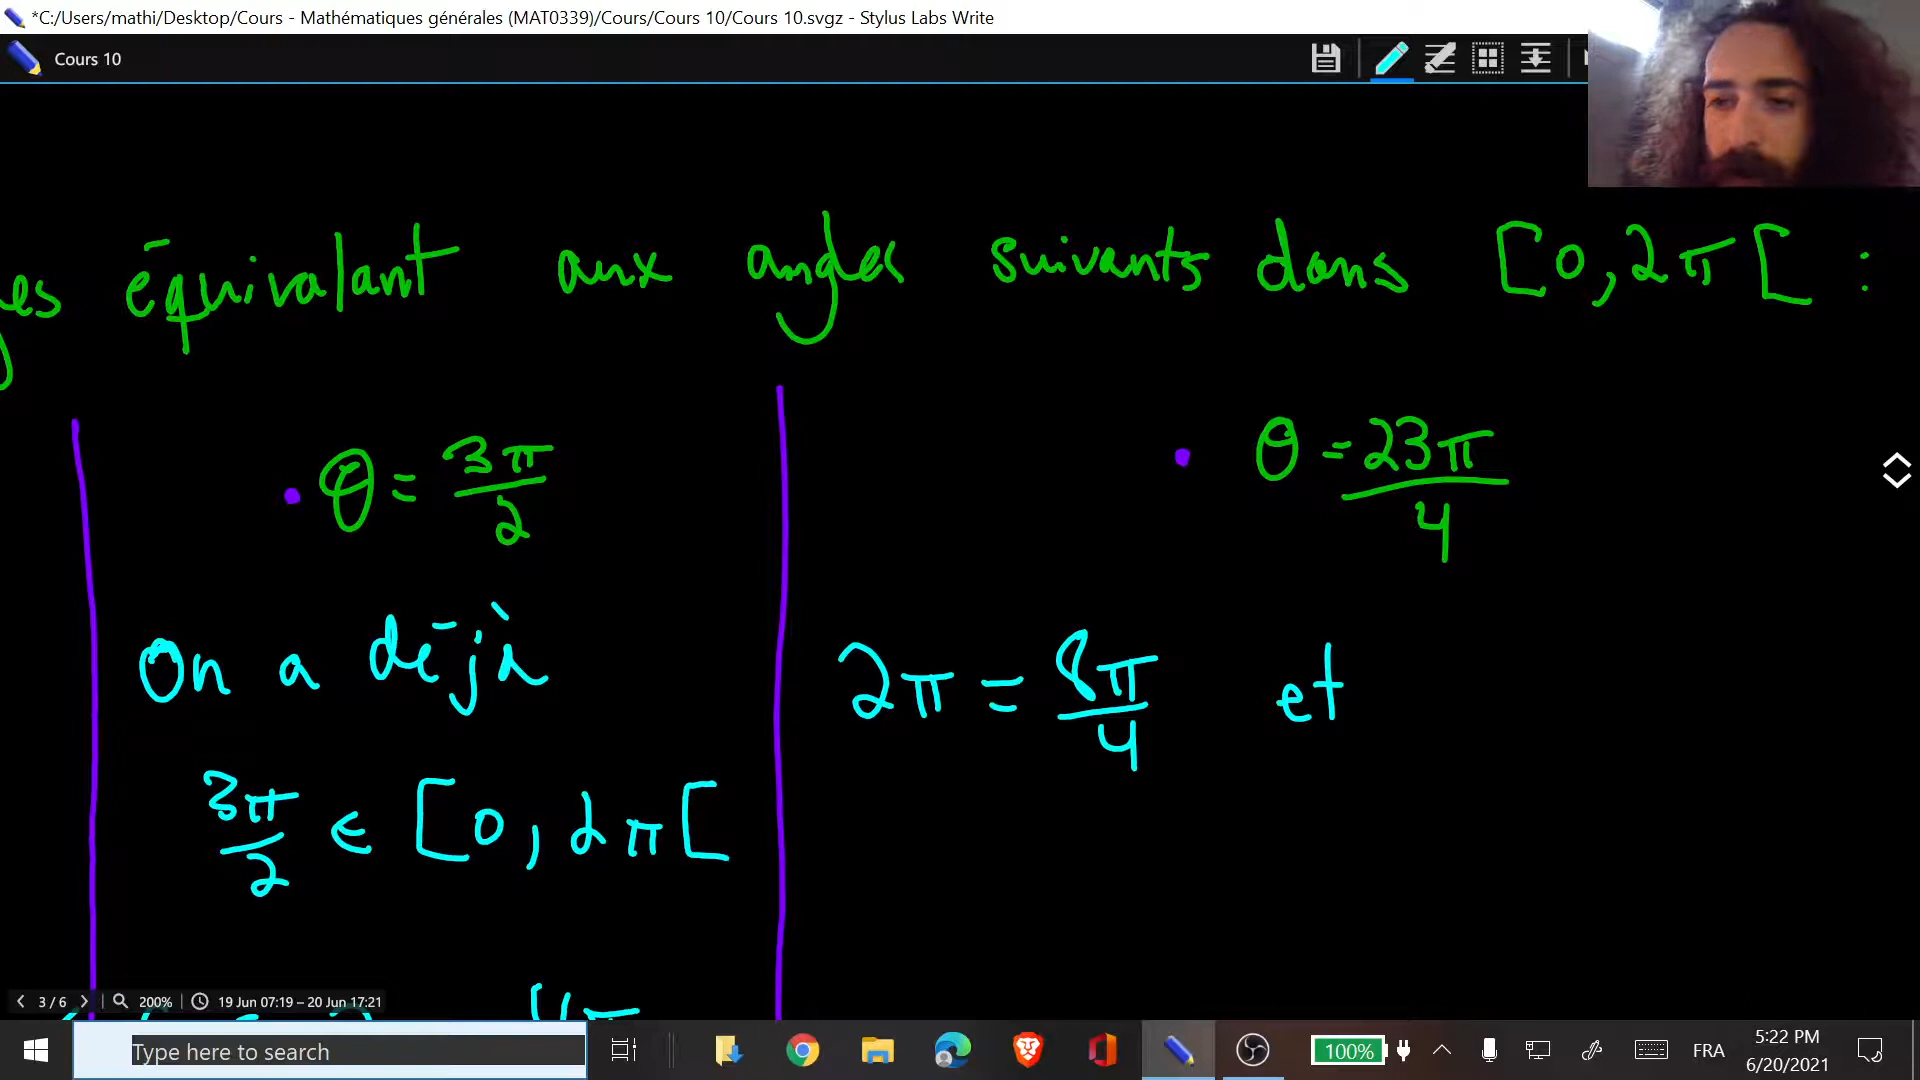 *C:/Users/mathi/Desktop/Cours - Mathématiques générales (MAT0339)/Cours/Cours 10/Cours 10.svgz - Stylus Labs Write
Cours 10
équivalant aux angles suivants dans [0, 2π[ :
• θ = 3π/2
• θ = 23π/4
On a déjà
2π = 8π/4 et
3π/2 ∈ [0, 2π[
3 / 6
200%
19 Jun 07:19 – 20 Jun 17:21
Type here to search
100%
FRA
5:22 PM
6/20/2021